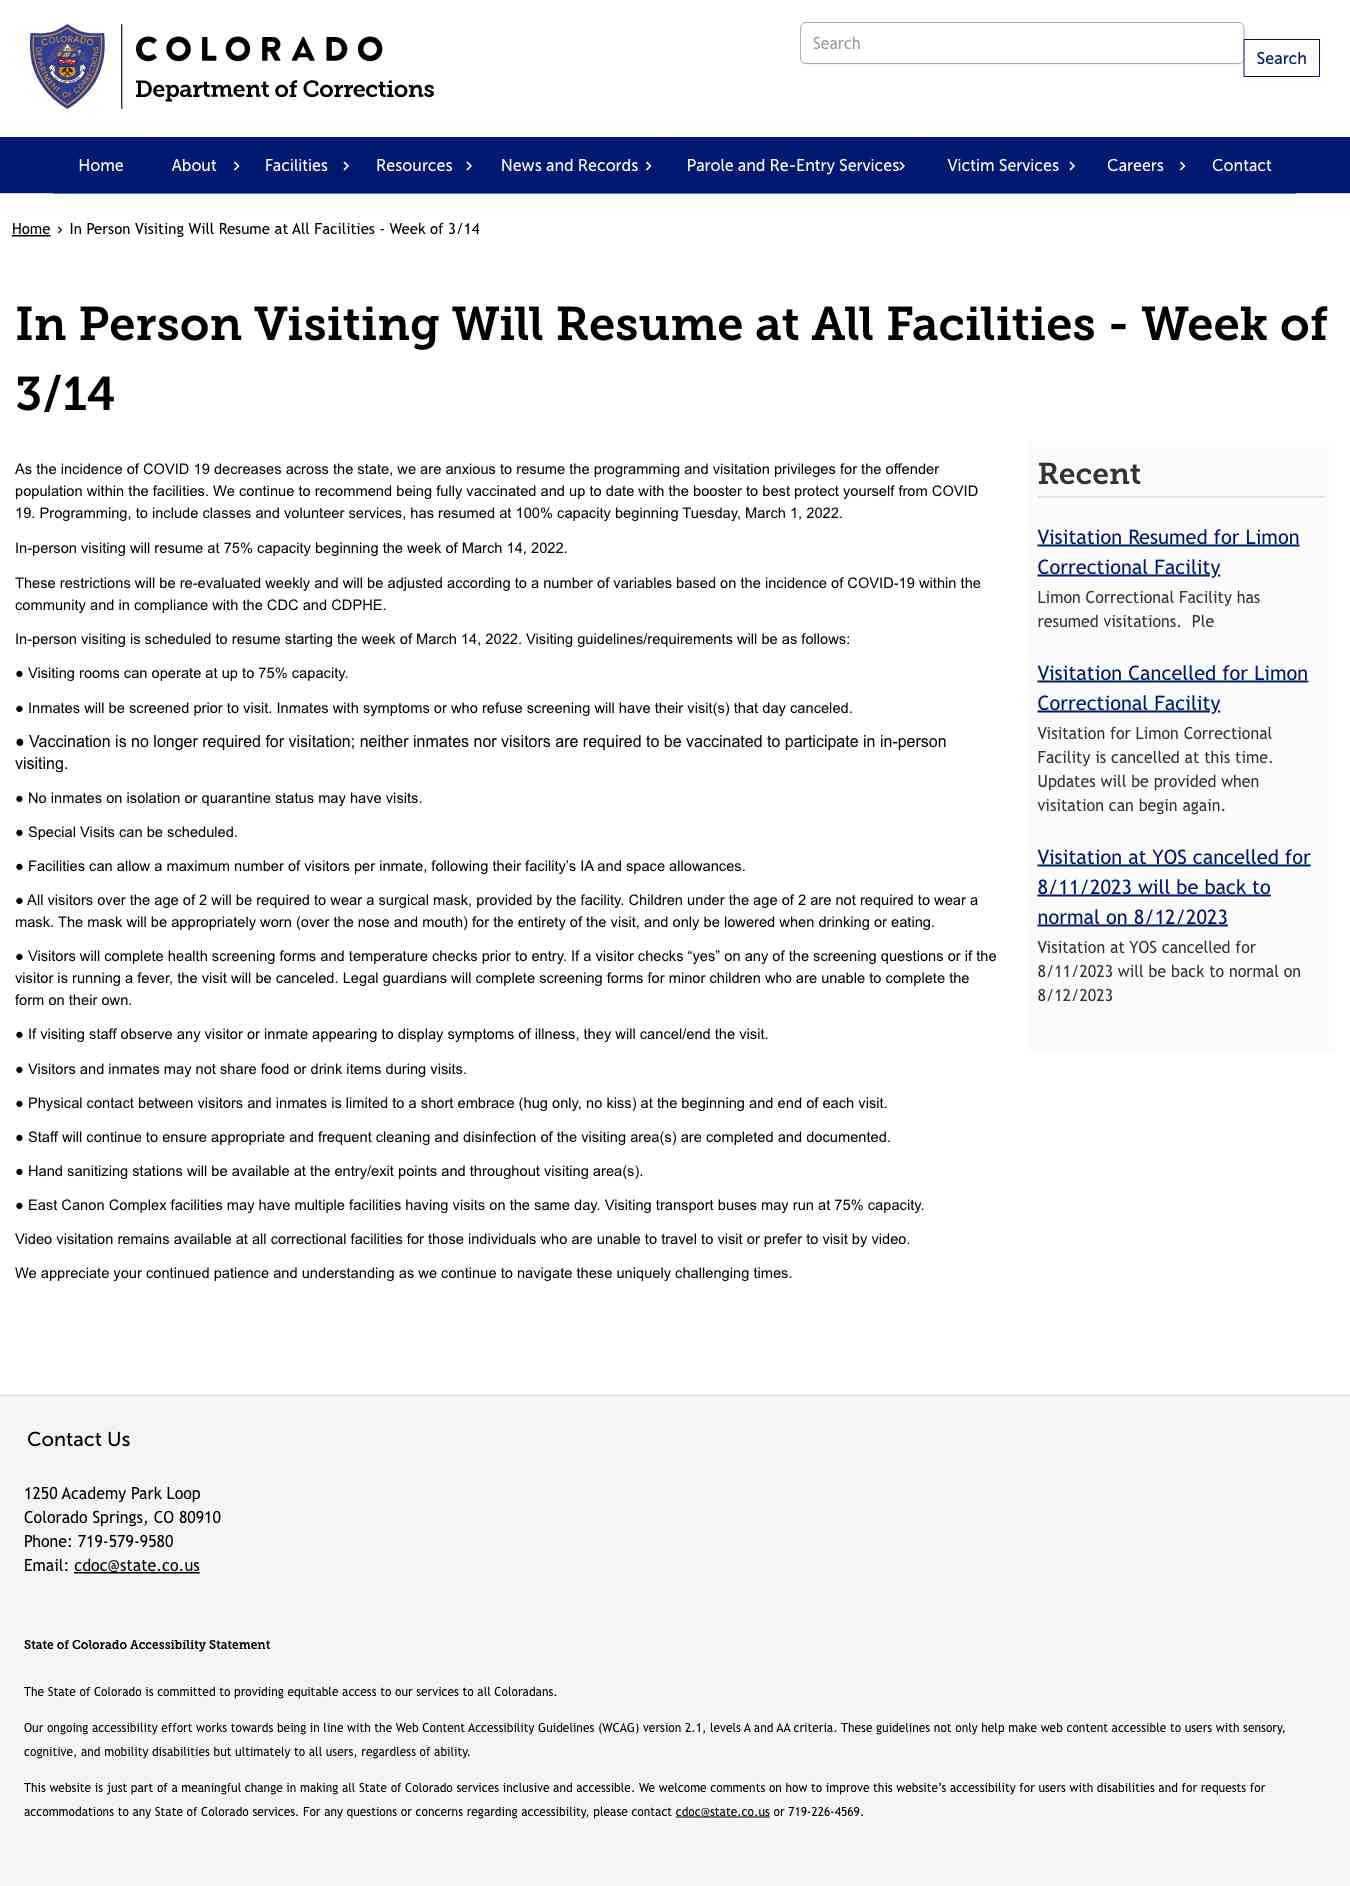 COLORADO
Department of Corrections
Search
Search
Home About Facilities Resources News and Records Parole and Re-Entry Services Victim Services Careers Contact
Home › In Person Visiting Will Resume at All Facilities - Week of 3/14
In Person Visiting Will Resume at All Facilities - Week of
3/14
As the incidence of COVID 19 decreases across the state, we are anxious to resume the programming and visitation privileges for the offender
population within the facilities. We continue to recommend being fully vaccinated and up to date with the booster to best protect yourself from COVID
19. Programming, to include classes and volunteer services, has resumed at 100% capacity beginning Tuesday, March 1, 2022.
In-person visiting will resume at 75% capacity beginning the week of March 14, 2022.
These restrictions will be re-evaluated weekly and will be adjusted according to a number of variables based on the incidence of COVID-19 within the
community and in compliance with the CDC and CDPHE.
In-person visiting is scheduled to resume starting the week of March 14, 2022. Visiting guidelines/requirements will be as follows:
● Visiting rooms can operate at up to 75% capacity.
● Inmates will be screened prior to visit. Inmates with symptoms or who refuse screening will have their visit(s) that day canceled.
● Vaccination is no longer required for visitation; neither inmates nor visitors are required to be vaccinated to participate in in-person
visiting.
● No inmates on isolation or quarantine status may have visits.
● Special Visits can be scheduled.
● Facilities can allow a maximum number of visitors per inmate, following their facility’s IA and space allowances.
● All visitors over the age of 2 will be required to wear a surgical mask, provided by the facility. Children under the age of 2 are not required to wear a
mask. The mask will be appropriately worn (over the nose and mouth) for the entirety of the visit, and only be lowered when drinking or eating.
● Visitors will complete health screening forms and temperature checks prior to entry. If a visitor checks “yes” on any of the screening questions or if the
visitor is running a fever, the visit will be canceled. Legal guardians will complete screening forms for minor children who are unable to complete the
form on their own.
● If visiting staff observe any visitor or inmate appearing to display symptoms of illness, they will cancel/end the visit.
● Visitors and inmates may not share food or drink items during visits.
● Physical contact between visitors and inmates is limited to a short embrace (hug only, no kiss) at the beginning and end of each visit.
● Staff will continue to ensure appropriate and frequent cleaning and disinfection of the visiting area(s) are completed and documented.
● Hand sanitizing stations will be available at the entry/exit points and throughout visiting area(s).
● East Canon Complex facilities may have multiple facilities having visits on the same day. Visiting transport buses may run at 75% capacity.
Video visitation remains available at all correctional facilities for those individuals who are unable to travel to visit or prefer to visit by video.
We appreciate your continued patience and understanding as we continue to navigate these uniquely challenging times.
Recent
Visitation Resumed for Limon
Correctional Facility
Limon Correctional Facility has
resumed visitations. Ple
Visitation Cancelled for Limon
Correctional Facility
Visitation for Limon Correctional
Facility is cancelled at this time.
Updates will be provided when
visitation can begin again.
Visitation at YOS cancelled for
8/11/2023 will be back to
normal on 8/12/2023
Visitation at YOS cancelled for
8/11/2023 will be back to normal on
8/12/2023
Contact Us
1250 Academy Park Loop
Colorado Springs, CO 80910
Phone: 719-579-9580
Email: cdoc@state.co.us
State of Colorado Accessibility Statement
The State of Colorado is committed to providing equitable access to our services to all Coloradans.
Our ongoing accessibility effort works towards being in line with the Web Content Accessibility Guidelines (WCAG) version 2.1, levels A and AA criteria. These guidelines not only help make web content accessible to users with sensory,
cognitive, and mobility disabilities but ultimately to all users, regardless of ability.
This website is just part of a meaningful change in making all State of Colorado services inclusive and accessible. We welcome comments on how to improve this website’s accessibility for users with disabilities and for requests for
accommodations to any State of Colorado services. For any questions or concerns regarding accessibility, please contact cdoc@state.co.us or 719-226-4569.